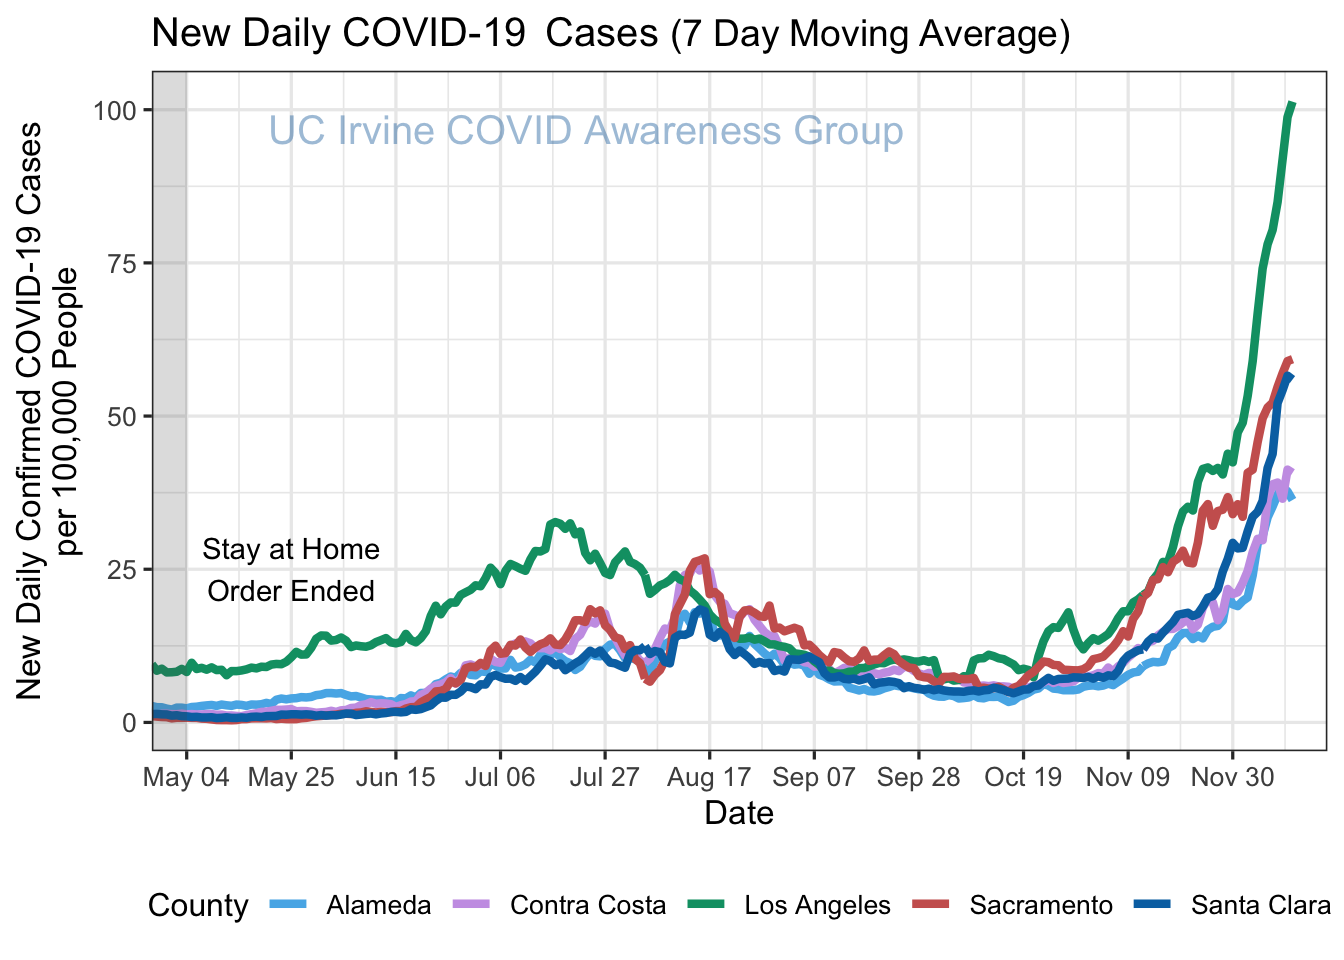 New Daily COVID-19 Cases (7 Day Moving Average)
New Daily Confirmed COVID-19 Cases
per 100,000 People
100
75
50
25
0
UC Irvine COVID Awareness Group
Stay at Home
Order Ended
May 04 May 25 Jun 15 Jul 06 Jul 27 Aug 17 Sep 07 Sep 28 Oct 19 Nov 09 Nov 30
Date
County Alameda Contra Costa Los Angeles Sacramento Santa Clara